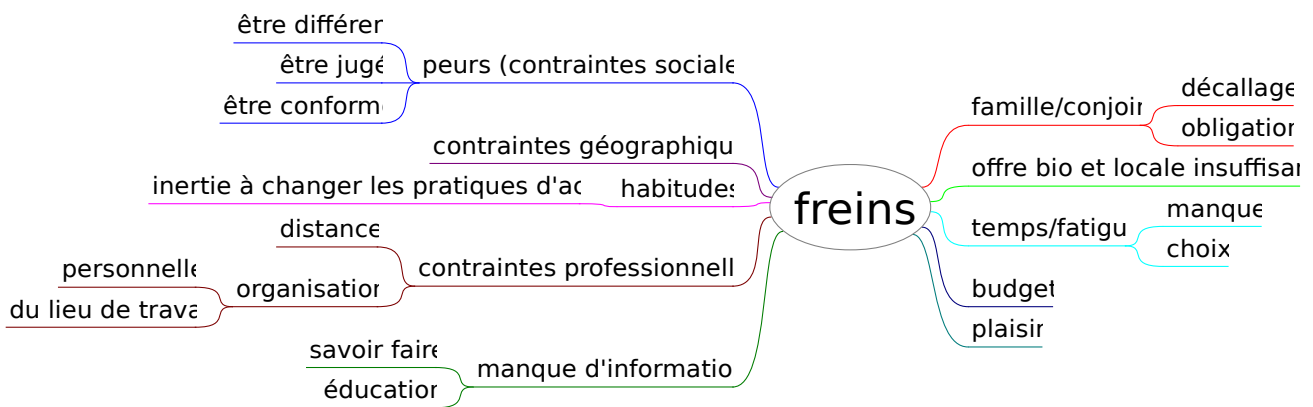 être différen
être jugé
être conform
peurs (contraintes sociale
contraintes géographiqu
inertie à changer les pratiques d'ac
habitudes
distance
personnelle
du lieu de trava
organisation
contraintes professionnell
savoir faire
éducation
manque d'informatio
freins
famille/conjoin
décallage
obligation
offre bio et locale insuffisan
temps/fatigu
manque
choix
budget
plaisir